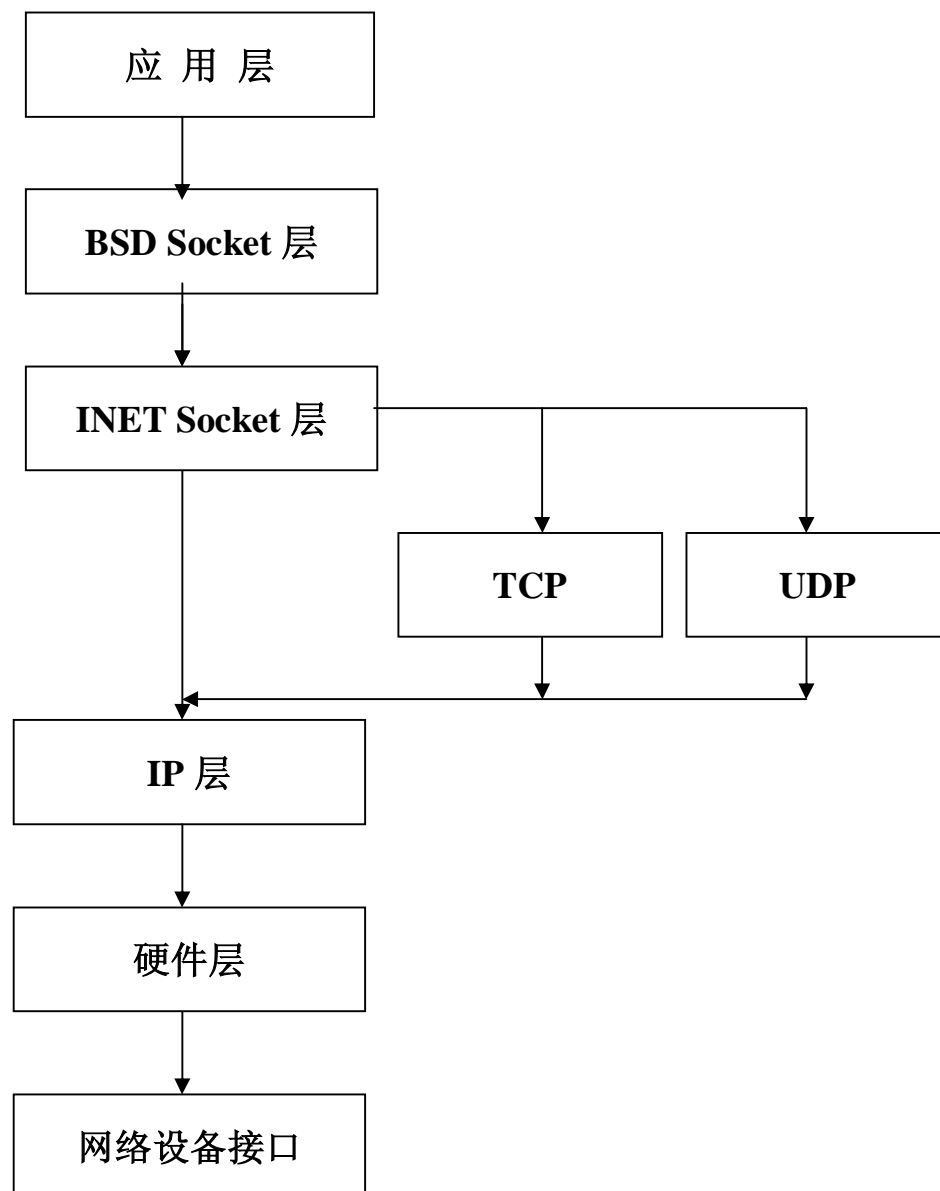 应 用 层
BSD Socket 层
INET Socket 层
TCP
UDP
IP 层
硬件层
网络设备接口